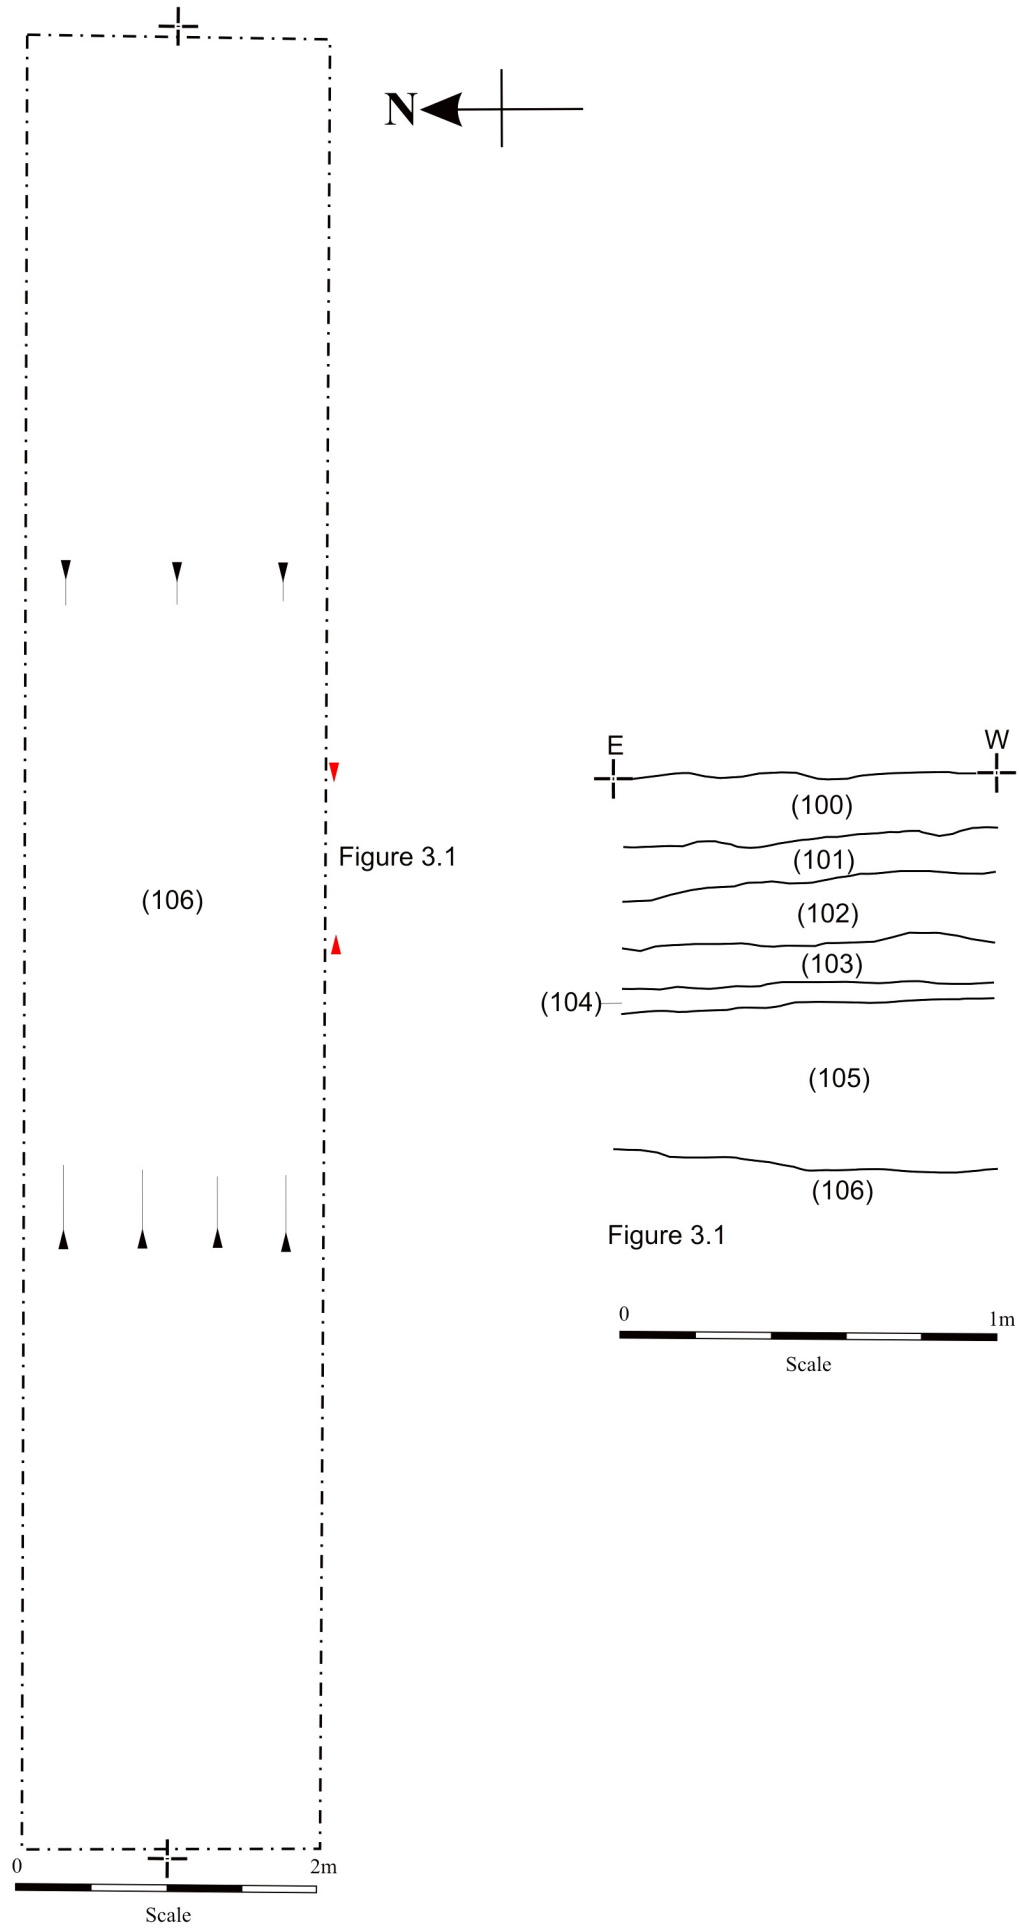 N
Figure 3.1
(106)
0 2m
Scale
E W
(100)
(101)
(102)
(103)
(104)
(105)
(106)
Figure 3.1
0 1m
Scale